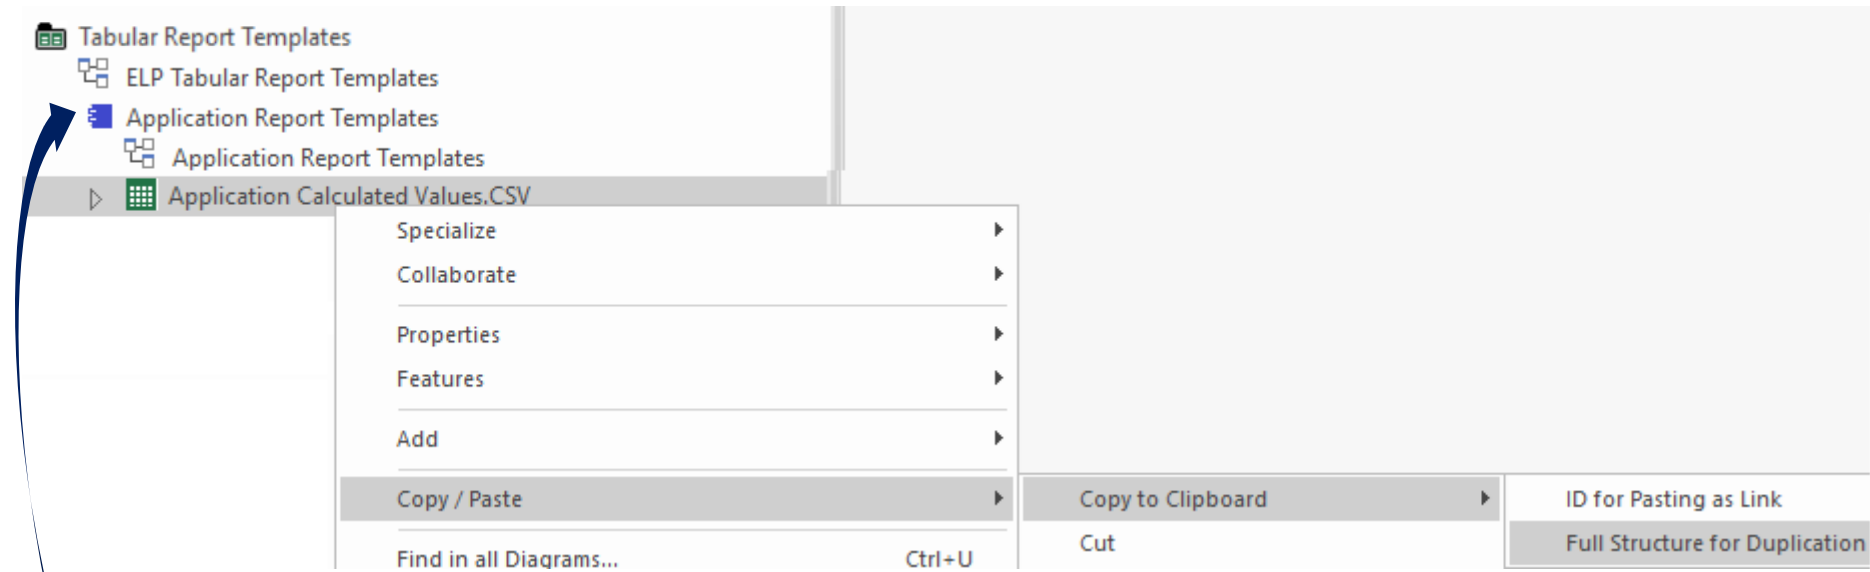 Tabular Report Templates
ELP Tabular Report Templates
Application Report Templates
Application Report Templates
Application Calculated Values.CSV
Specialize
Collaborate
Properties
Features
Add
Copy / Paste
Copy to Clipboard
ID for Pasting as Link
Cut
Full Structure for Duplication
Find in all Diagrams... Ctrl+U